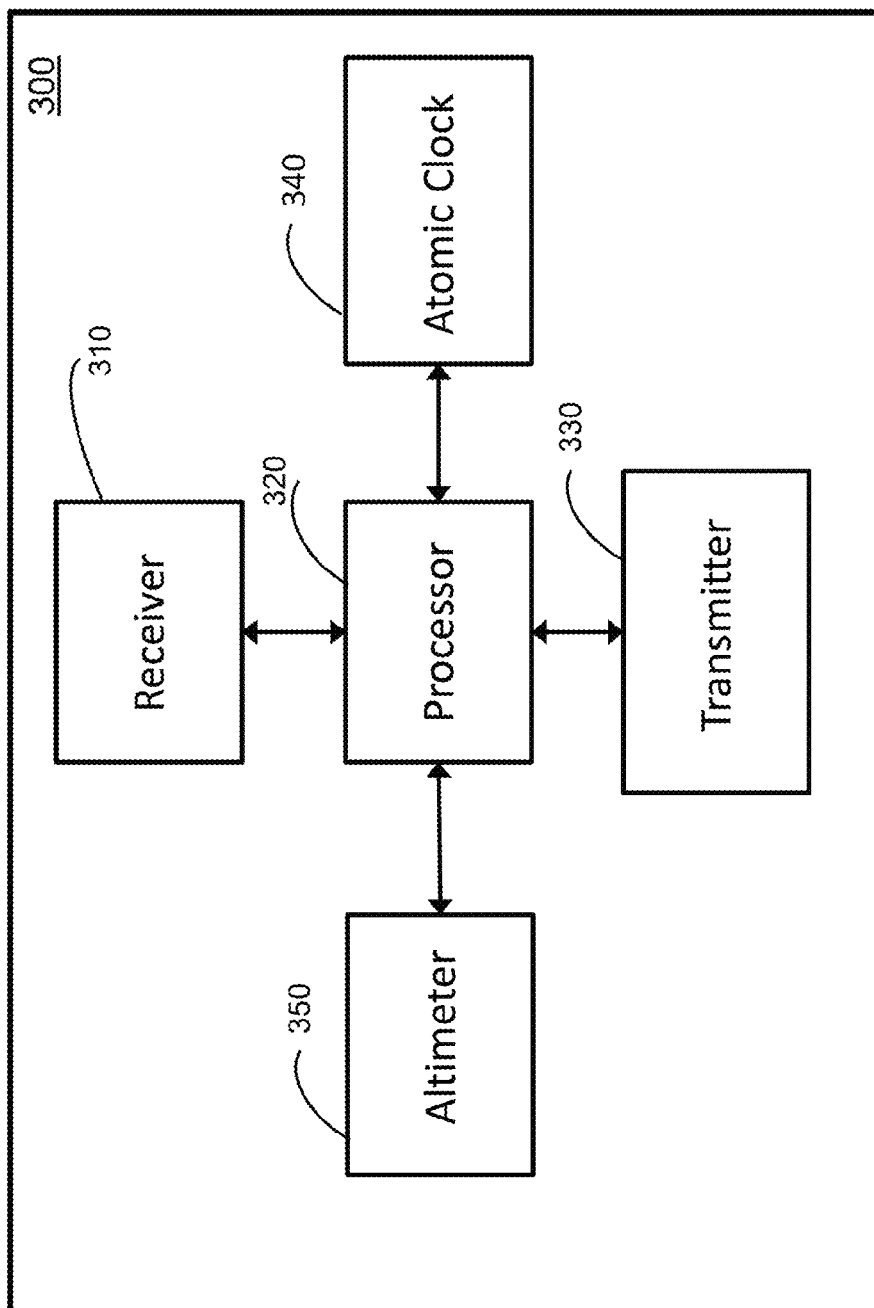 300
310
Receiver
320
Processor
340
Atomic Clock
350
Altimeter
330
Transmitter